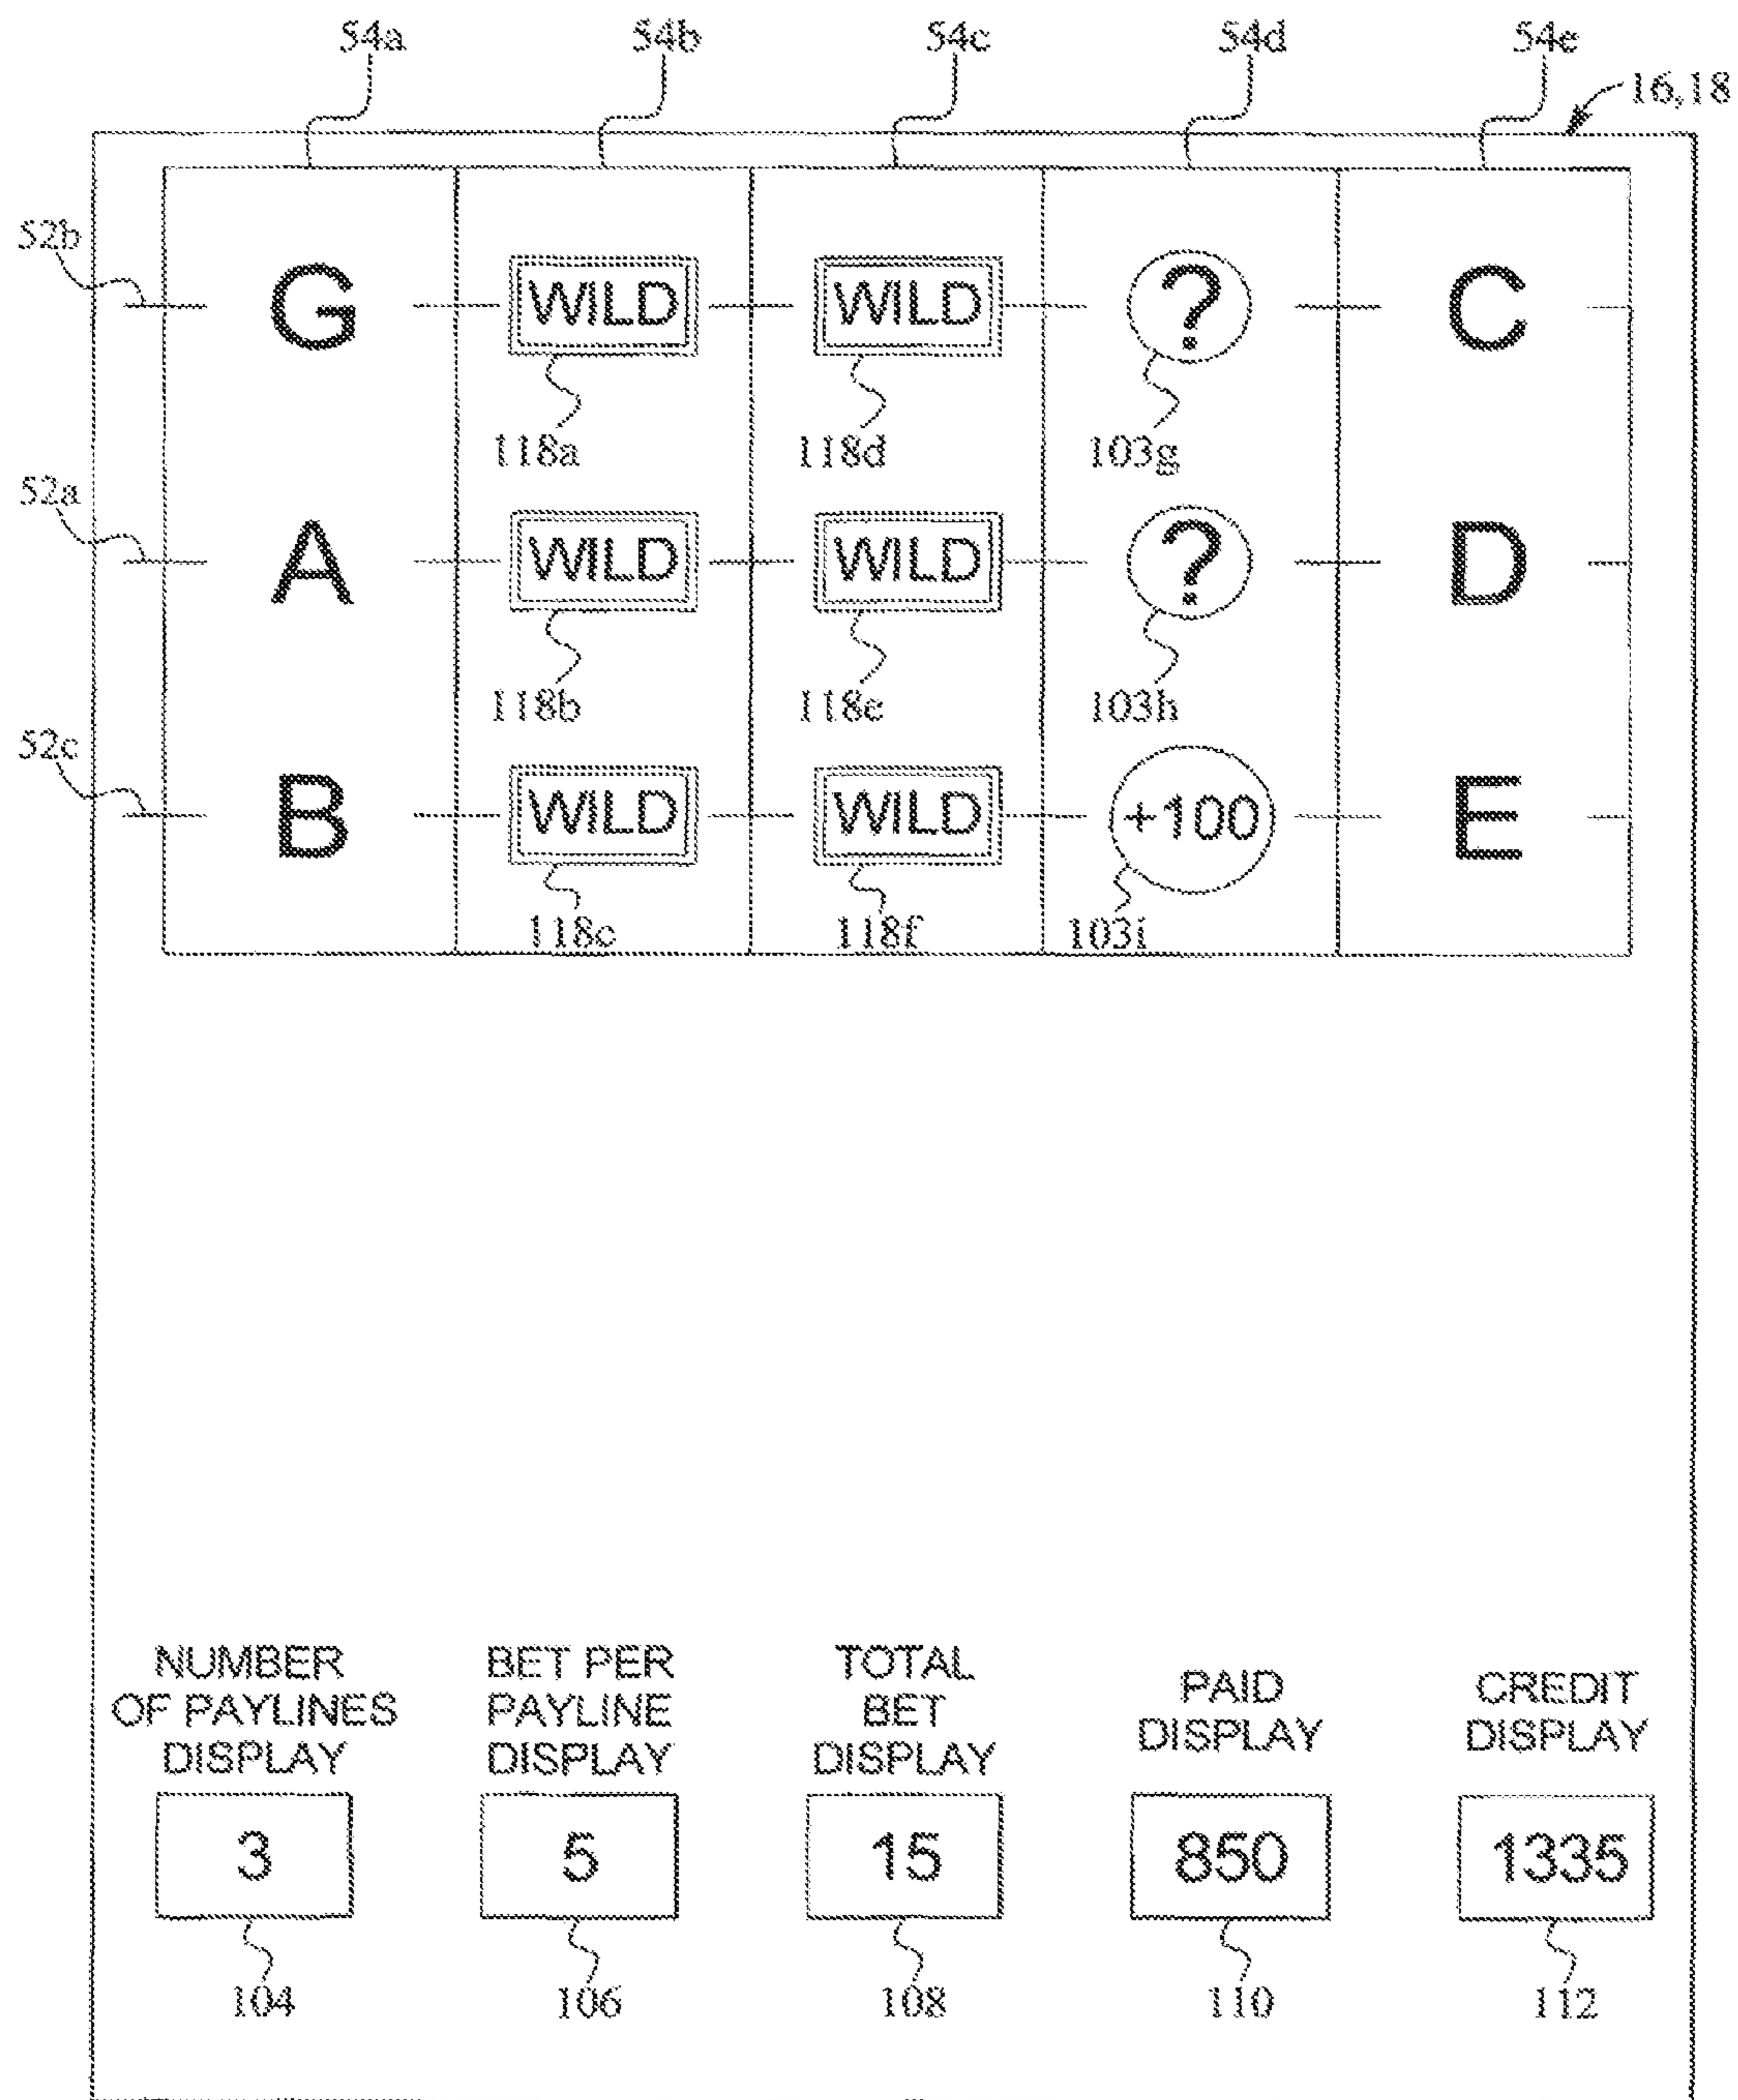 54a 54b 54c 54d 54e
16,18
52b G WILD WILD ? C
118a 118d 103g
52a A WILD WILD ? D
118b 118e 103h
52c B WILD WILD +100 E
118c 118f 103i
NUMBER
OF PAYLINES
DISPLAY
3
104
BET PER
PAYLINE
DISPLAY
5
106
TOTAL
BET
DISPLAY
15
108
PAID
DISPLAY
850
110
CREDIT
DISPLAY
1335
112